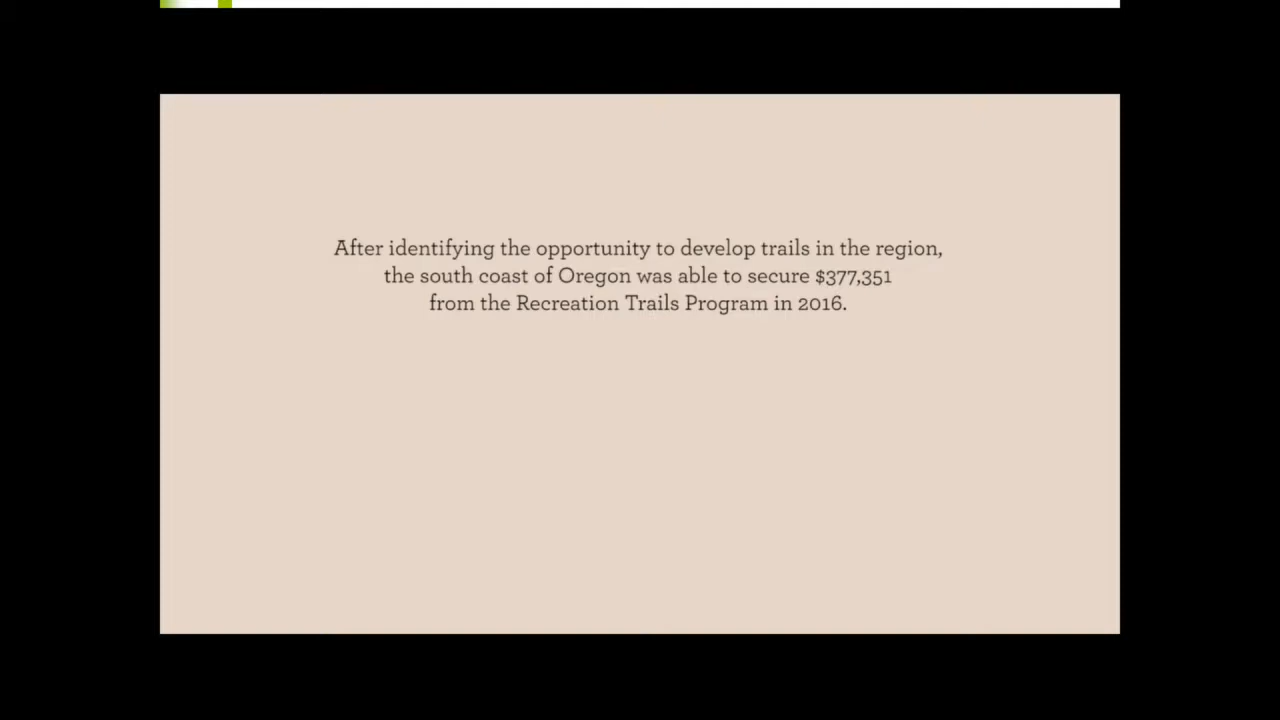 After identifying the opportunity to develop trails in the region,
the south coast of Oregon was able to secure $377,351
from the Recreation Trails Program in 2016.